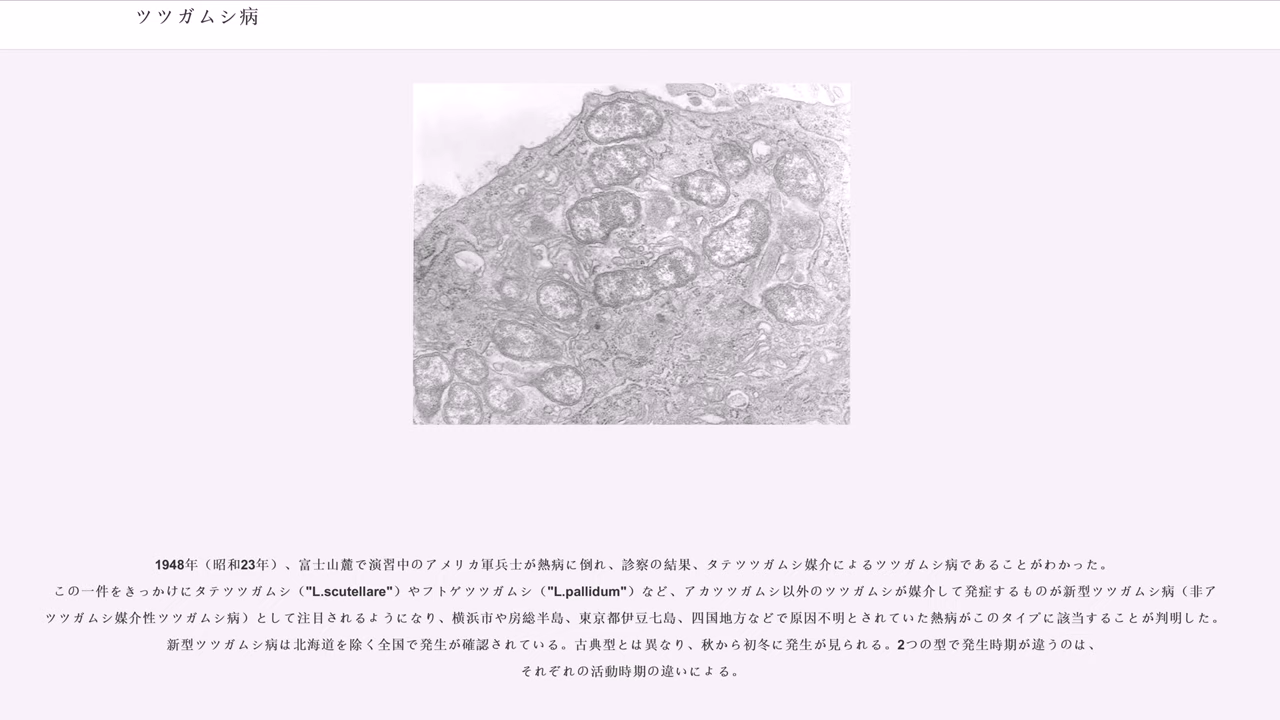 ツツガムシ病
1948年（昭和23年）、富士山麓で演習中のアメリカ軍兵士が熱病に倒れ、診察の結果、タテツツガムシ媒介によるツツガムシ病であることがわかった。
この一件をきっかけにタテツツガムシ（"L.scutellare"）やフトゲツツガムシ（"L.pallidum"）など、アカツツガムシ以外のツツガムシが媒介して発症するものが新型ツツガムシ病（非ア
ツツガムシ媒介性ツツガムシ病）として注目されるようになり、横浜市や房総半島、東京都伊豆七島、四国地方などで原因不明とされていた熱病がこのタイプに該当することが判明した。
新型ツツガムシ病は北海道を除く全国で発生が確認されている。古典型とは異なり、秋から初冬に発生が見られる。2つの型で発生時期が違うのは、
それぞれの活動時期の違いによる。